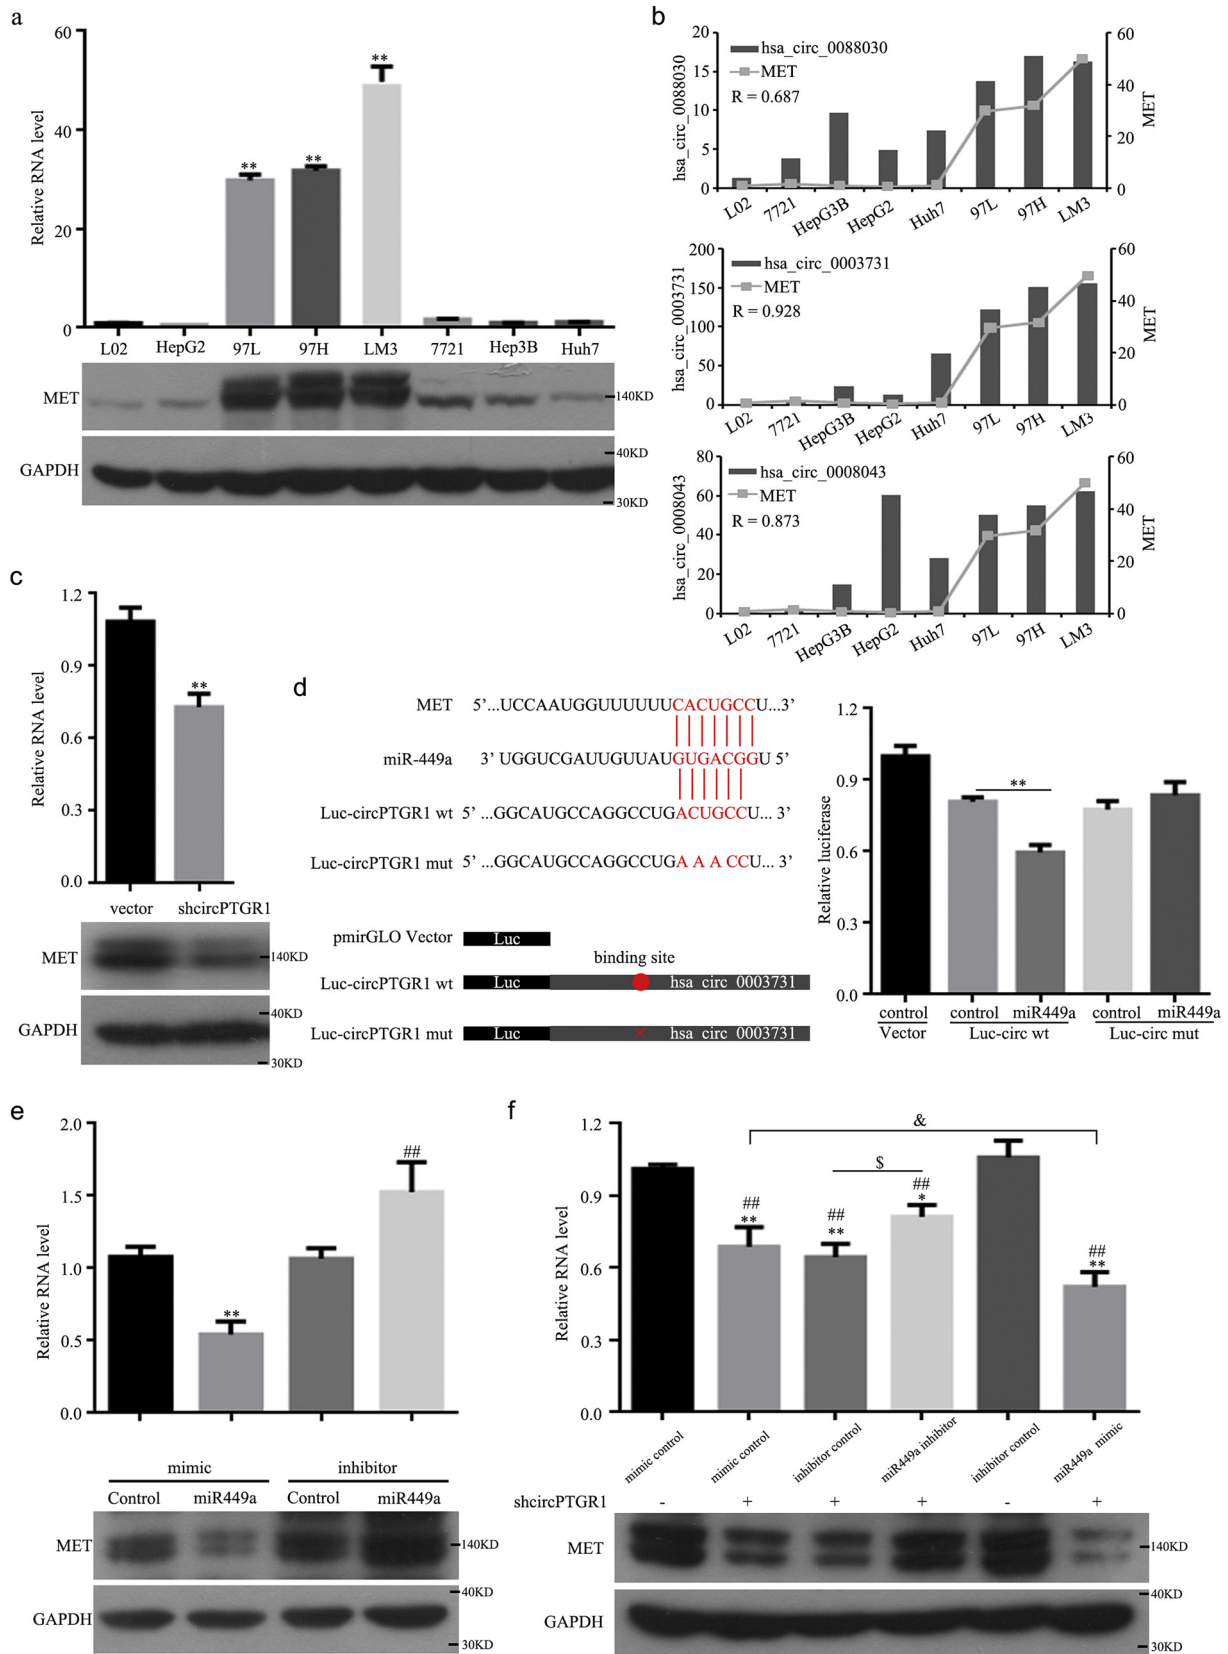 a
60
40
20
0
Relative RNA level
** ** **
L02 HepG2 97L 97H LM3 7721 Hep3B Huh7
MET
140KD
GAPDH
40KD
30KD
b
20
15
10
5
0
hsa_circ_0088030
hsa_circ_0088030
MET
R = 0.687
60
40
20
0
MET
L02 7721 HepG3B HepG2 Huh7 97L 97H LM3
200
150
100
50
0
hsa_circ_0003731
hsa_circ_0003731
MET
R = 0.928
60
40
20
0
MET
L02 7721 HepG3B HepG2 Huh7 97L 97H LM3
80
60
40
20
0
hsa_circ_0008043
hsa_circ_0008043
MET
R = 0.873
60
40
20
0
MET
L02 7721 HepG3B HepG2 Huh7 97L 97H LM3
c
1.2
0.9
0.6
0.3
0.0
Relative RNA level
**
vector shcircPTGR1
MET
140KD
GAPDH
40KD
30KD
d
MET 5’...UCCAAUGGUUUUUUCACUGCCU...3’
miR-449a 3’ UGGUCGAUUGUUAUGUGACGGU 5’
Luc-circPTGR1 wt 5’ ...GGCAUGCCAGGCCUGACUGCCU... 3’
Luc-circPTGR1 mut 5’ ...GGCAUGCCAGGCCUGA A A CCU... 3’
pmirGLO Vector Luc
binding site
Luc-circPTGR1 wt Luc hsa circ 0003731
Luc-circPTGR1 mut Luc × hsa circ 0003731
1.2
0.9
0.6
0.3
0.0
Relative luciferase
**
control control miR449a control miR449a
Vector Luc-circ wt Luc-circ mut
e
2.0
1.5
1.0
0.5
0.0
Relative RNA level
** ##
mimic inhibitor
Control miR449a Control miR449a
MET
140KD
GAPDH
40KD
30KD
f
1.2
0.9
0.6
0.3
0.0
Relative RNA level
&
$
## ## ## ##
** ** * **
mimic control mimic control inhibitor control miR449a inhibitor inhibitor control miR449a mimic
shcircPTGR1 - + + + - +
MET
140KD
GAPDH
40KD
30KD